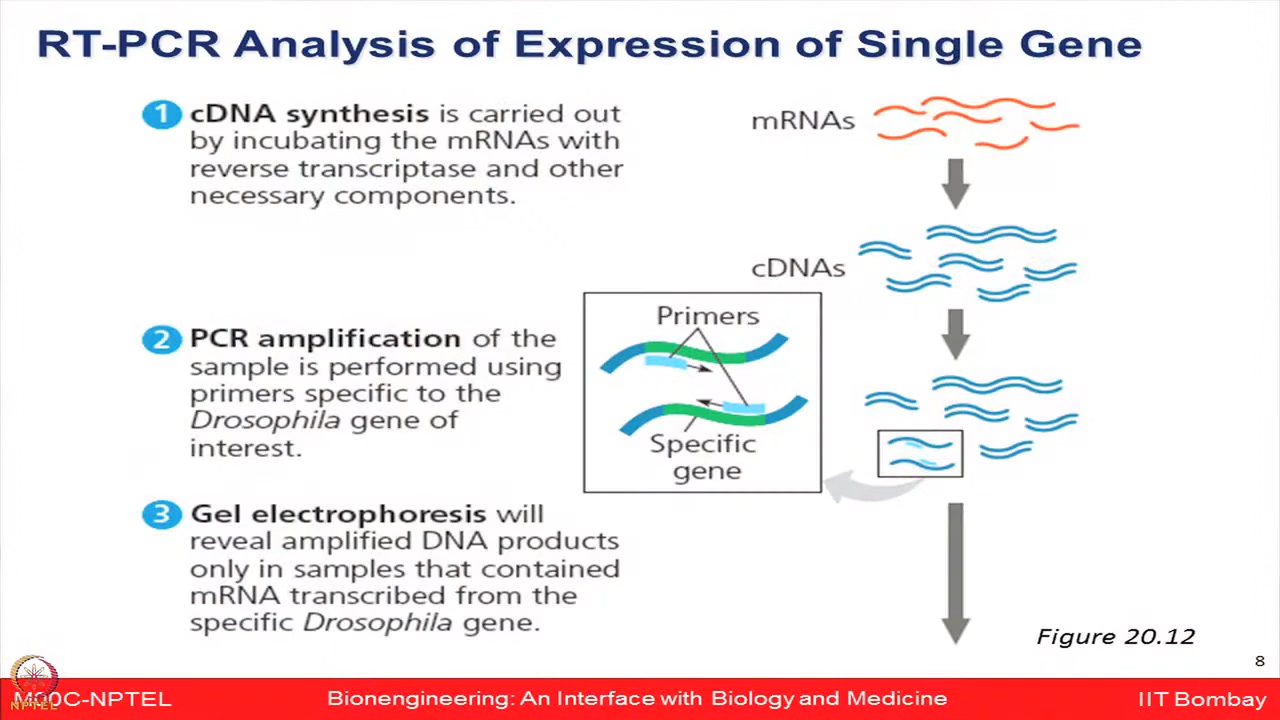 RT-PCR Analysis of Expression of Single Gene
1 cDNA synthesis is carried out
by incubating the mRNAs with
reverse transcriptase and other
necessary components.
mRNAs
cDNAs
2 PCR amplification of the
sample is performed using
primers specific to the
Drosophila gene of
interest.
Primers
Specific
gene
3 Gel electrophoresis will
reveal amplified DNA products
only in samples that contained
mRNA transcribed from the
specific Drosophila gene.
Figure 20.12
8
NPTEL
MOOC-NPTEL
Bionengineering: An Interface with Biology and Medicine
IIT Bombay